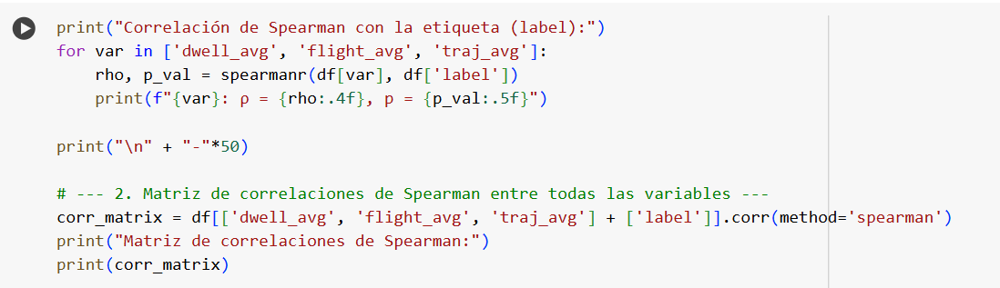 print("Correlación de Spearman con la etiqueta (label):")
for var in ['dwell_avg', 'flight_avg', 'traj_avg']:
    rho, p_val = spearmanr(df[var], df['label'])
    print(f"{var}: ρ = {rho:.4f}, p = {p_val:.5f}")
print("\n" + "-"*50)
# --- 2. Matriz de correlaciones de Spearman entre todas las variables ---
corr_matrix = df[['dwell_avg', 'flight_avg', 'traj_avg'] + ['label']].corr(method='spearman')
print("Matriz de correlaciones de Spearman:")
print(corr_matrix)